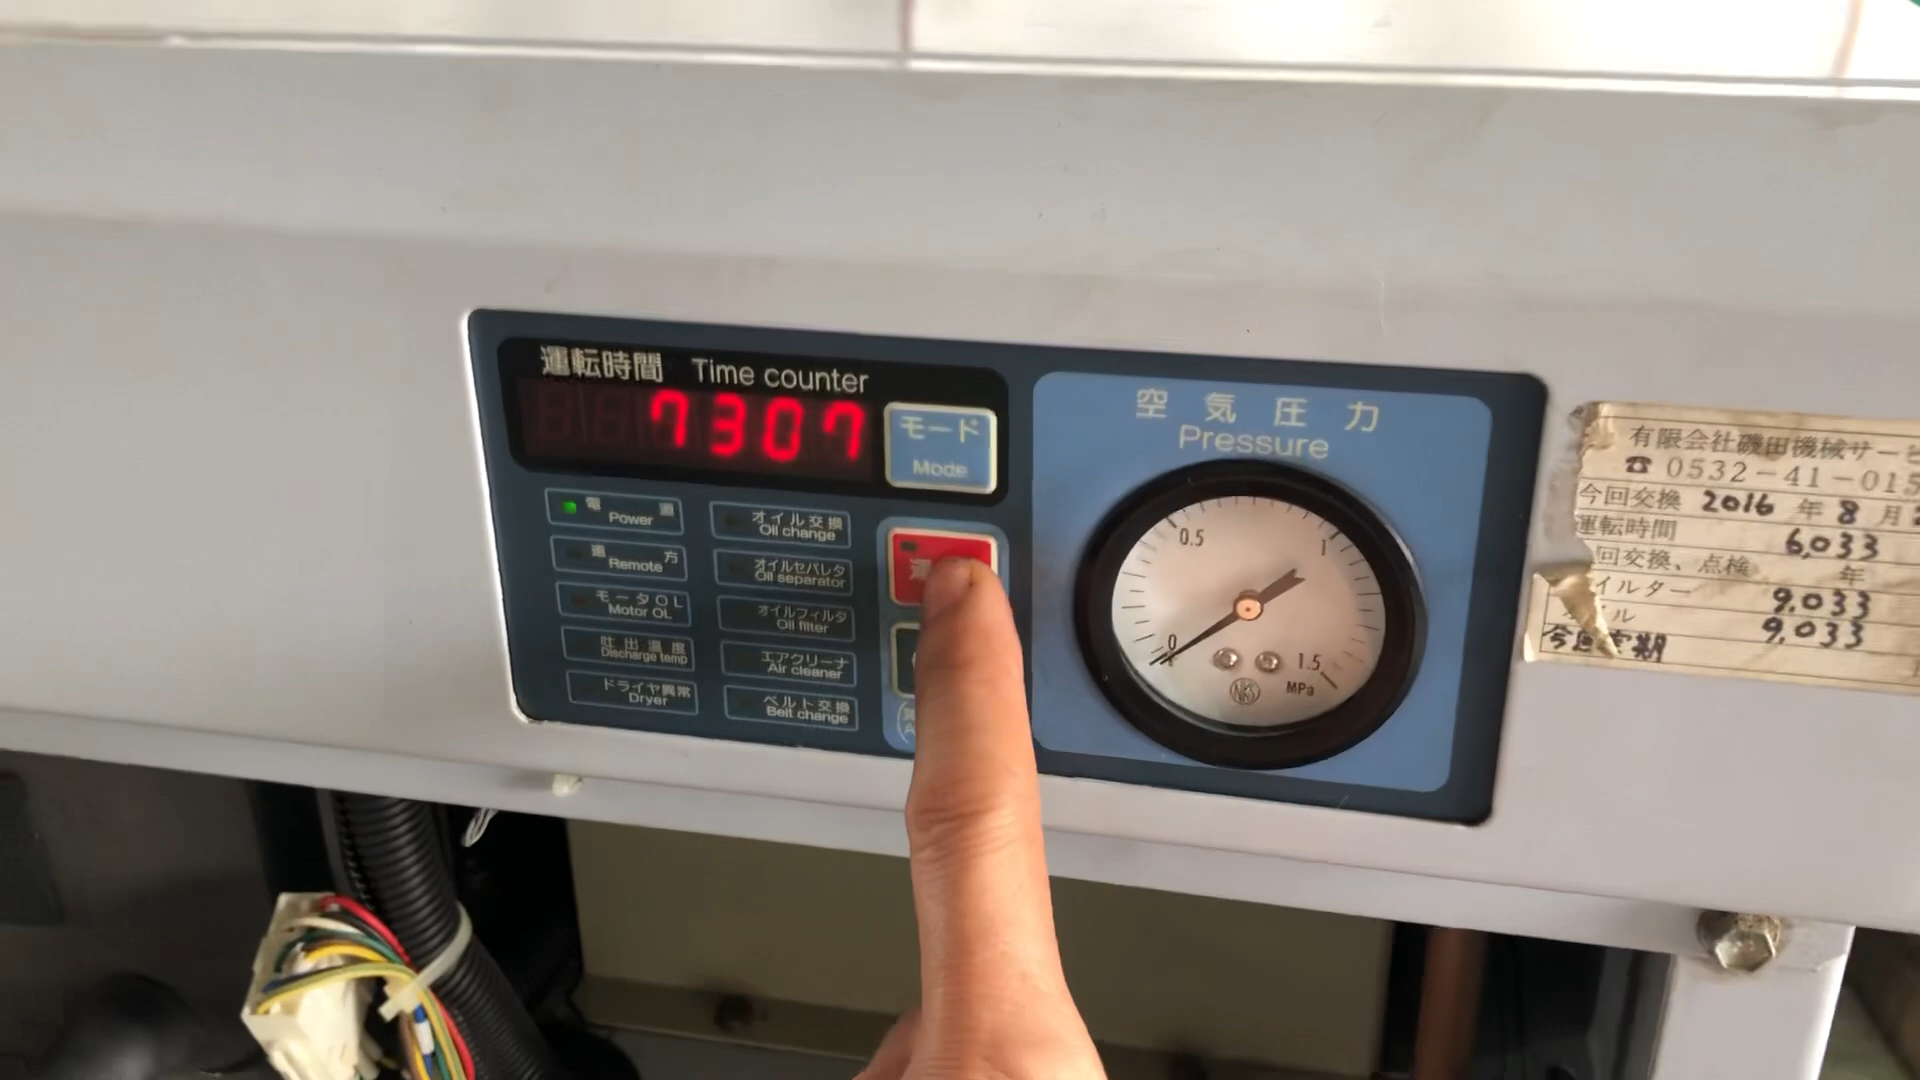 運転時間 Time counter
7307
モード
Mode
電源
Power
オイル交換
Oil change
遠方
Remote
オイルセパレタ
Oil separator
モータOL
Motor OL
オイルフィルタ
Oil filter
吐出温度
Discharge temp
エアクリーナ
Air cleaner
ドライヤ異常
Dryer
ベルト交換
Belt change
空気圧力
Pressure
0 0.5 1 1.5
MPa
NKS
有限会社磯田機械サービ
☎ 0532-41-015
今回交換 2016 年 8 月
運転時間 6,033
回交換、点検 年
イルター 9,033
ル 9,033